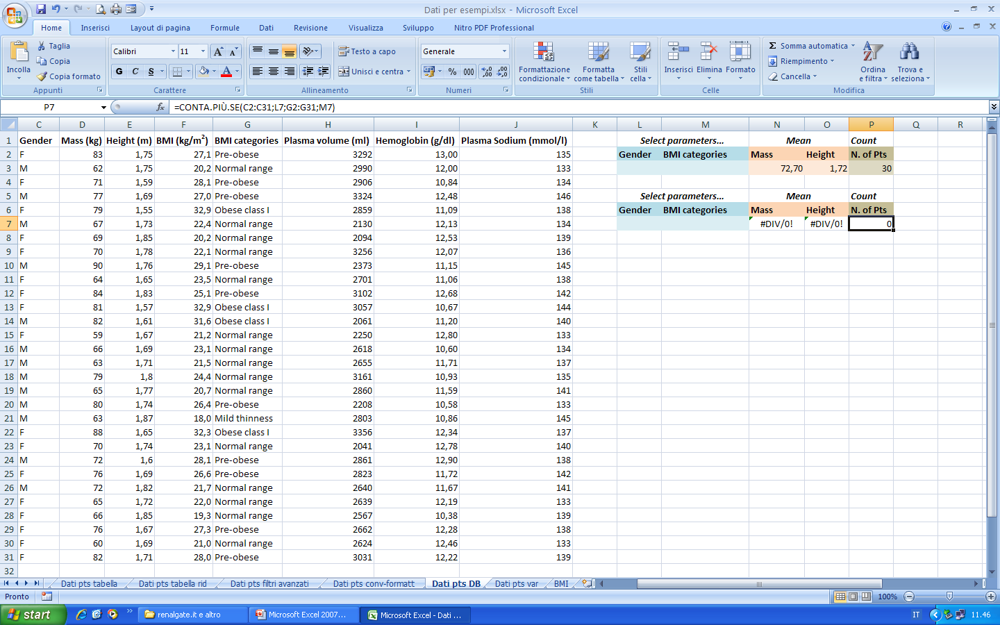 Dati per esempi.xlsx - Microsoft Excel
Home Inserisci Layout di pagina Formule Dati Revisione Visualizza Sviluppo Nitro PDF Professional
Incolla Taglia Copia Copia formato
Calibri 11 G C S
Testo a capo Unisci e centra
Generale % 000
Formattazione condizionale Formatta come tabella Stili cella
Inserisci Elimina Formato
Σ Somma automatica Riempimento Cancella Ordina e filtra Trova e seleziona
Appunti Carattere Allineamento Numeri Stili Celle Modifica
P7 fx =CONTA.PIÙ.SE(C2:C31;L7;G2:G31;M7)
C D E F G H I J K L M N O P Q R
1 Gender Mass (kg) Height (m) BMI (kg/m²) BMI categories Plasma volume (ml) Hemoglobin (g/dl) Plasma Sodium (mmol/l) Select parameters... Mean Count
2 F 83 1,75 27,1 Pre-obese 3292 13,00 135 Gender BMI categories Mass Height N. of Pts
3 M 62 1,75 20,2 Normal range 2990 12,00 133 72,70 1,72 30
4 F 71 1,59 28,1 Pre-obese 2906 10,84 134
5 M 77 1,69 27,0 Pre-obese 3324 12,48 146 Select parameters... Mean Count
6 F 79 1,55 32,9 Obese class I 2859 11,09 138 Gender BMI categories Mass Height N. of Pts
7 M 67 1,73 22,4 Normal range 2130 12,13 134 #DIV/0! #DIV/0! 0
8 F 69 1,85 20,2 Normal range 2094 12,53 139
9 F 70 1,78 22,1 Normal range 3256 12,07 136
10 M 90 1,76 29,1 Pre-obese 2373 11,15 145
11 F 64 1,65 23,5 Normal range 2701 11,06 138
12 F 84 1,83 25,1 Pre-obese 3102 12,68 142
13 F 81 1,57 32,9 Obese class I 3057 10,67 144
14 M 82 1,61 31,6 Obese class I 2061 11,20 140
15 F 59 1,67 21,2 Normal range 2250 12,80 133
16 M 66 1,69 23,1 Normal range 2618 10,60 134
17 M 63 1,71 21,5 Normal range 2655 11,71 137
18 M 79 1,8 24,4 Normal range 3161 10,93 135
19 M 65 1,77 20,7 Normal range 2860 11,59 141
20 M 80 1,74 26,4 Pre-obese 2208 10,58 133
21 M 63 1,87 18,0 Mild thinness 2803 10,86 145
22 F 88 1,65 32,3 Obese class I 3356 12,34 137
23 F 70 1,74 23,1 Normal range 2041 12,78 140
24 M 72 1,6 28,1 Pre-obese 2861 12,90 138
25 F 76 1,69 26,6 Pre-obese 2823 11,72 142
26 M 72 1,82 21,7 Normal range 2640 11,67 141
27 F 65 1,72 22,0 Normal range 2639 12,19 133
28 F 66 1,85 19,3 Normal range 2567 10,38 139
29 F 76 1,67 27,3 Pre-obese 2662 12,28 138
30 F 60 1,69 21,0 Normal range 2624 12,46 133
31 F 82 1,71 28,0 Pre-obese 3031 12,22 139
32
Dati pts tabella Dati pts tabella rid Dati pts filtri avanzati Dati pts conv-formatt Dati pts DB Dati pts var BMI
Pronto 100%
start renalgate.it e altro Microsoft Excel 2007... Microsoft Excel - Dati ... IT 11.46